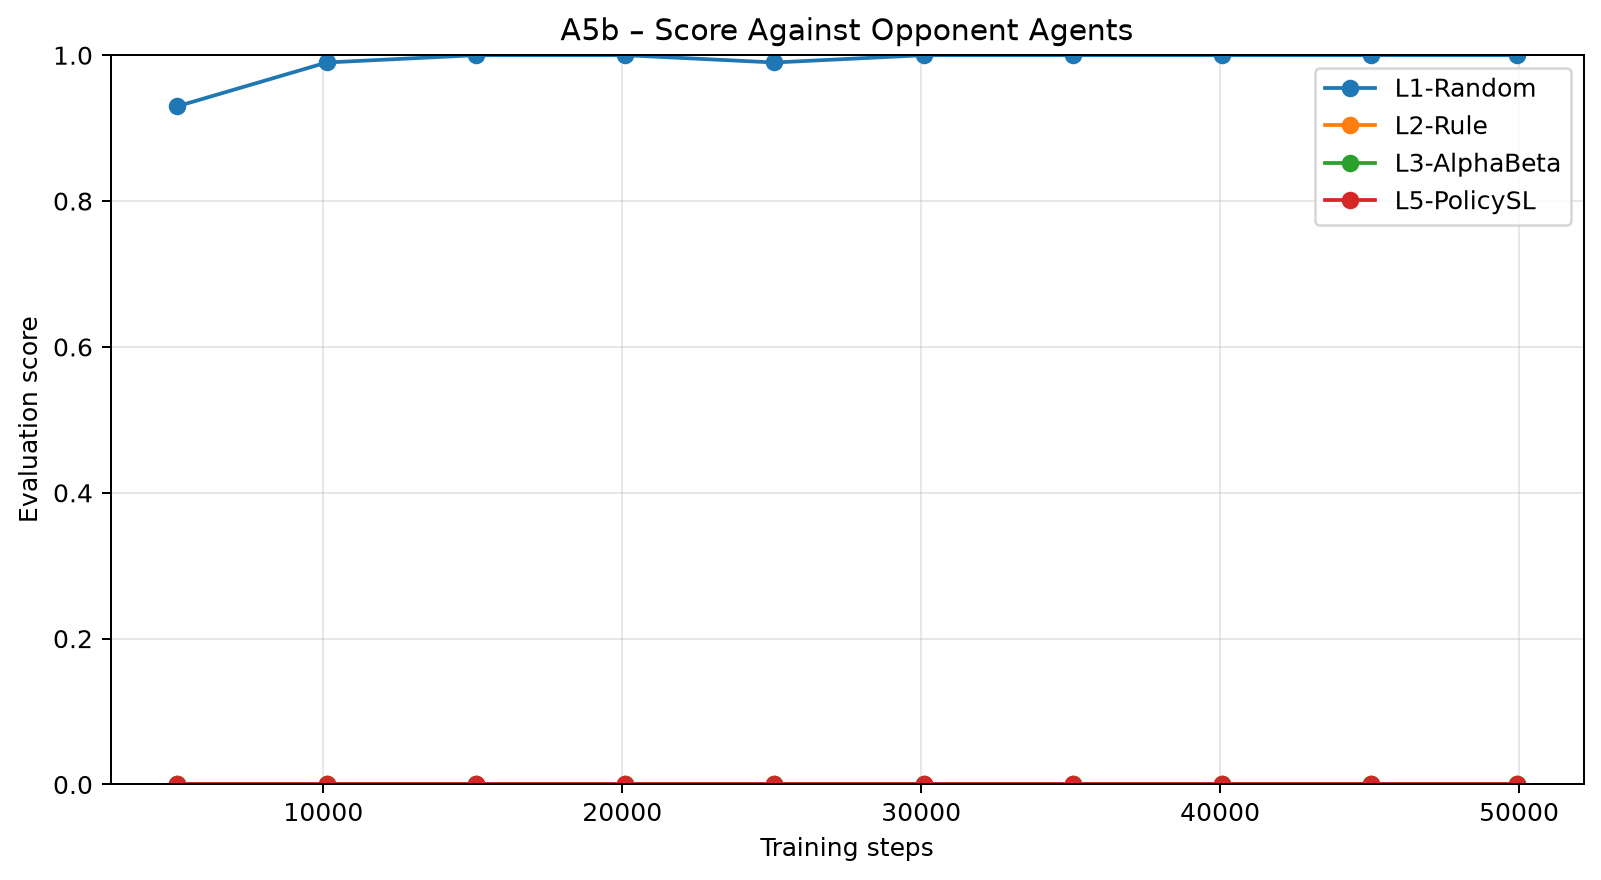 A5b – Score Against Opponent Agents
1.0
0.8
0.6
0.4
0.2
0.0
Evaluation score
L1-Random
L2-Rule
L3-AlphaBeta
L5-PolicySL
10000 20000 30000 40000 50000
Training steps